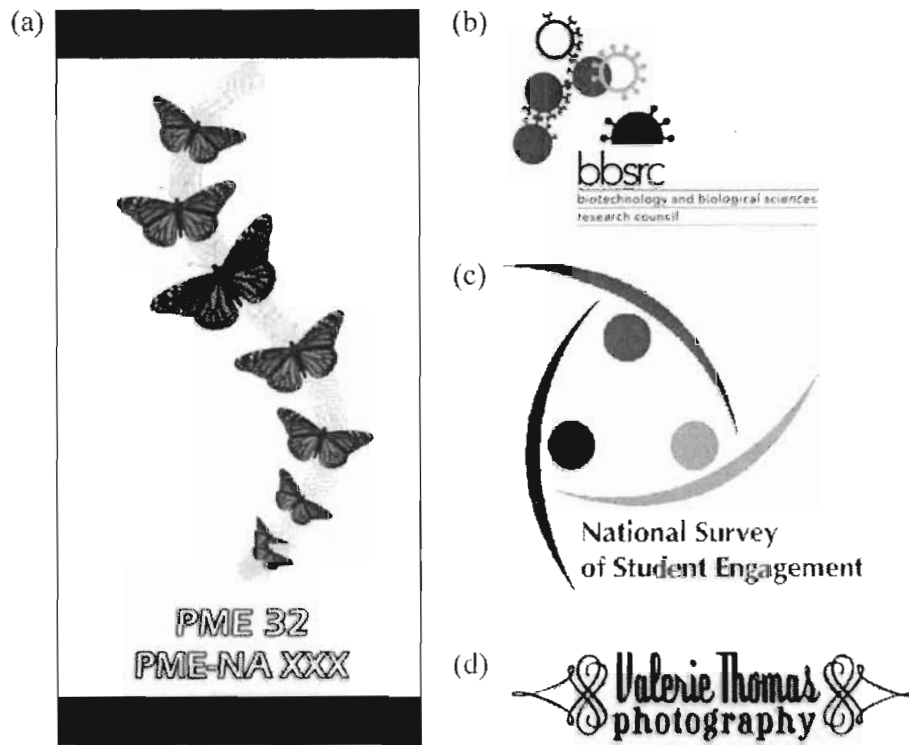 (a)
PME 32
PME-NA XXX
(b)
bbsrc
biotechnology and biological sciences
research council
(c)
National Survey
of Student Engagement
(d)
Valerie Thomas
photography